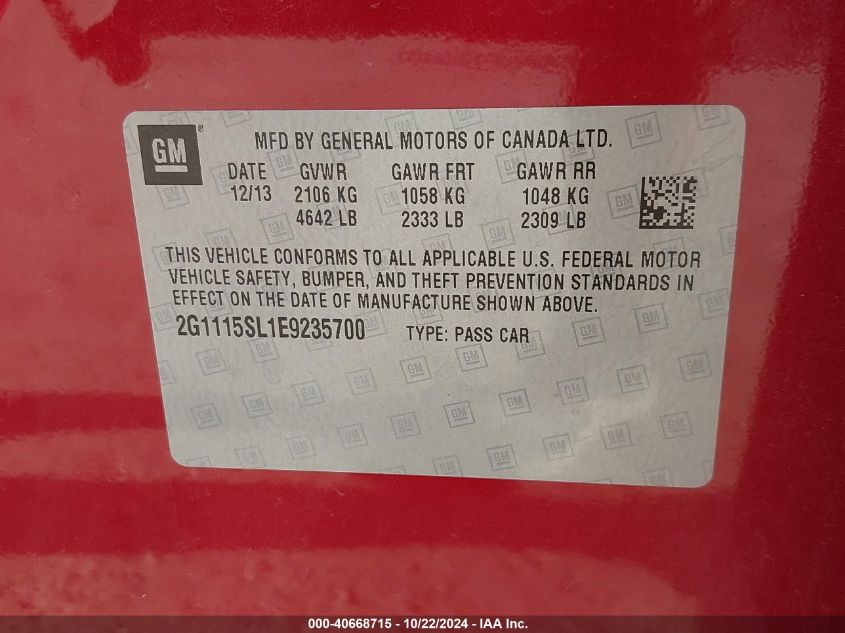 GM
MFD BY GENERAL MOTORS OF CANADA LTD.
DATE GVWR GAWR FRT GAWR RR
12/13 2106 KG 1058 KG 1048 KG
4642 LB 2333 LB 2309 LB
THIS VEHICLE CONFORMS TO ALL APPLICABLE U.S. FEDERAL MOTOR
VEHICLE SAFETY, BUMPER, AND THEFT PREVENTION STANDARDS IN
EFFECT ON THE DATE OF MANUFACTURE SHOWN ABOVE.
2G1115SL1E9235700 TYPE: PASS CAR
000-40668715 - 10/22/2024 - IAA Inc.